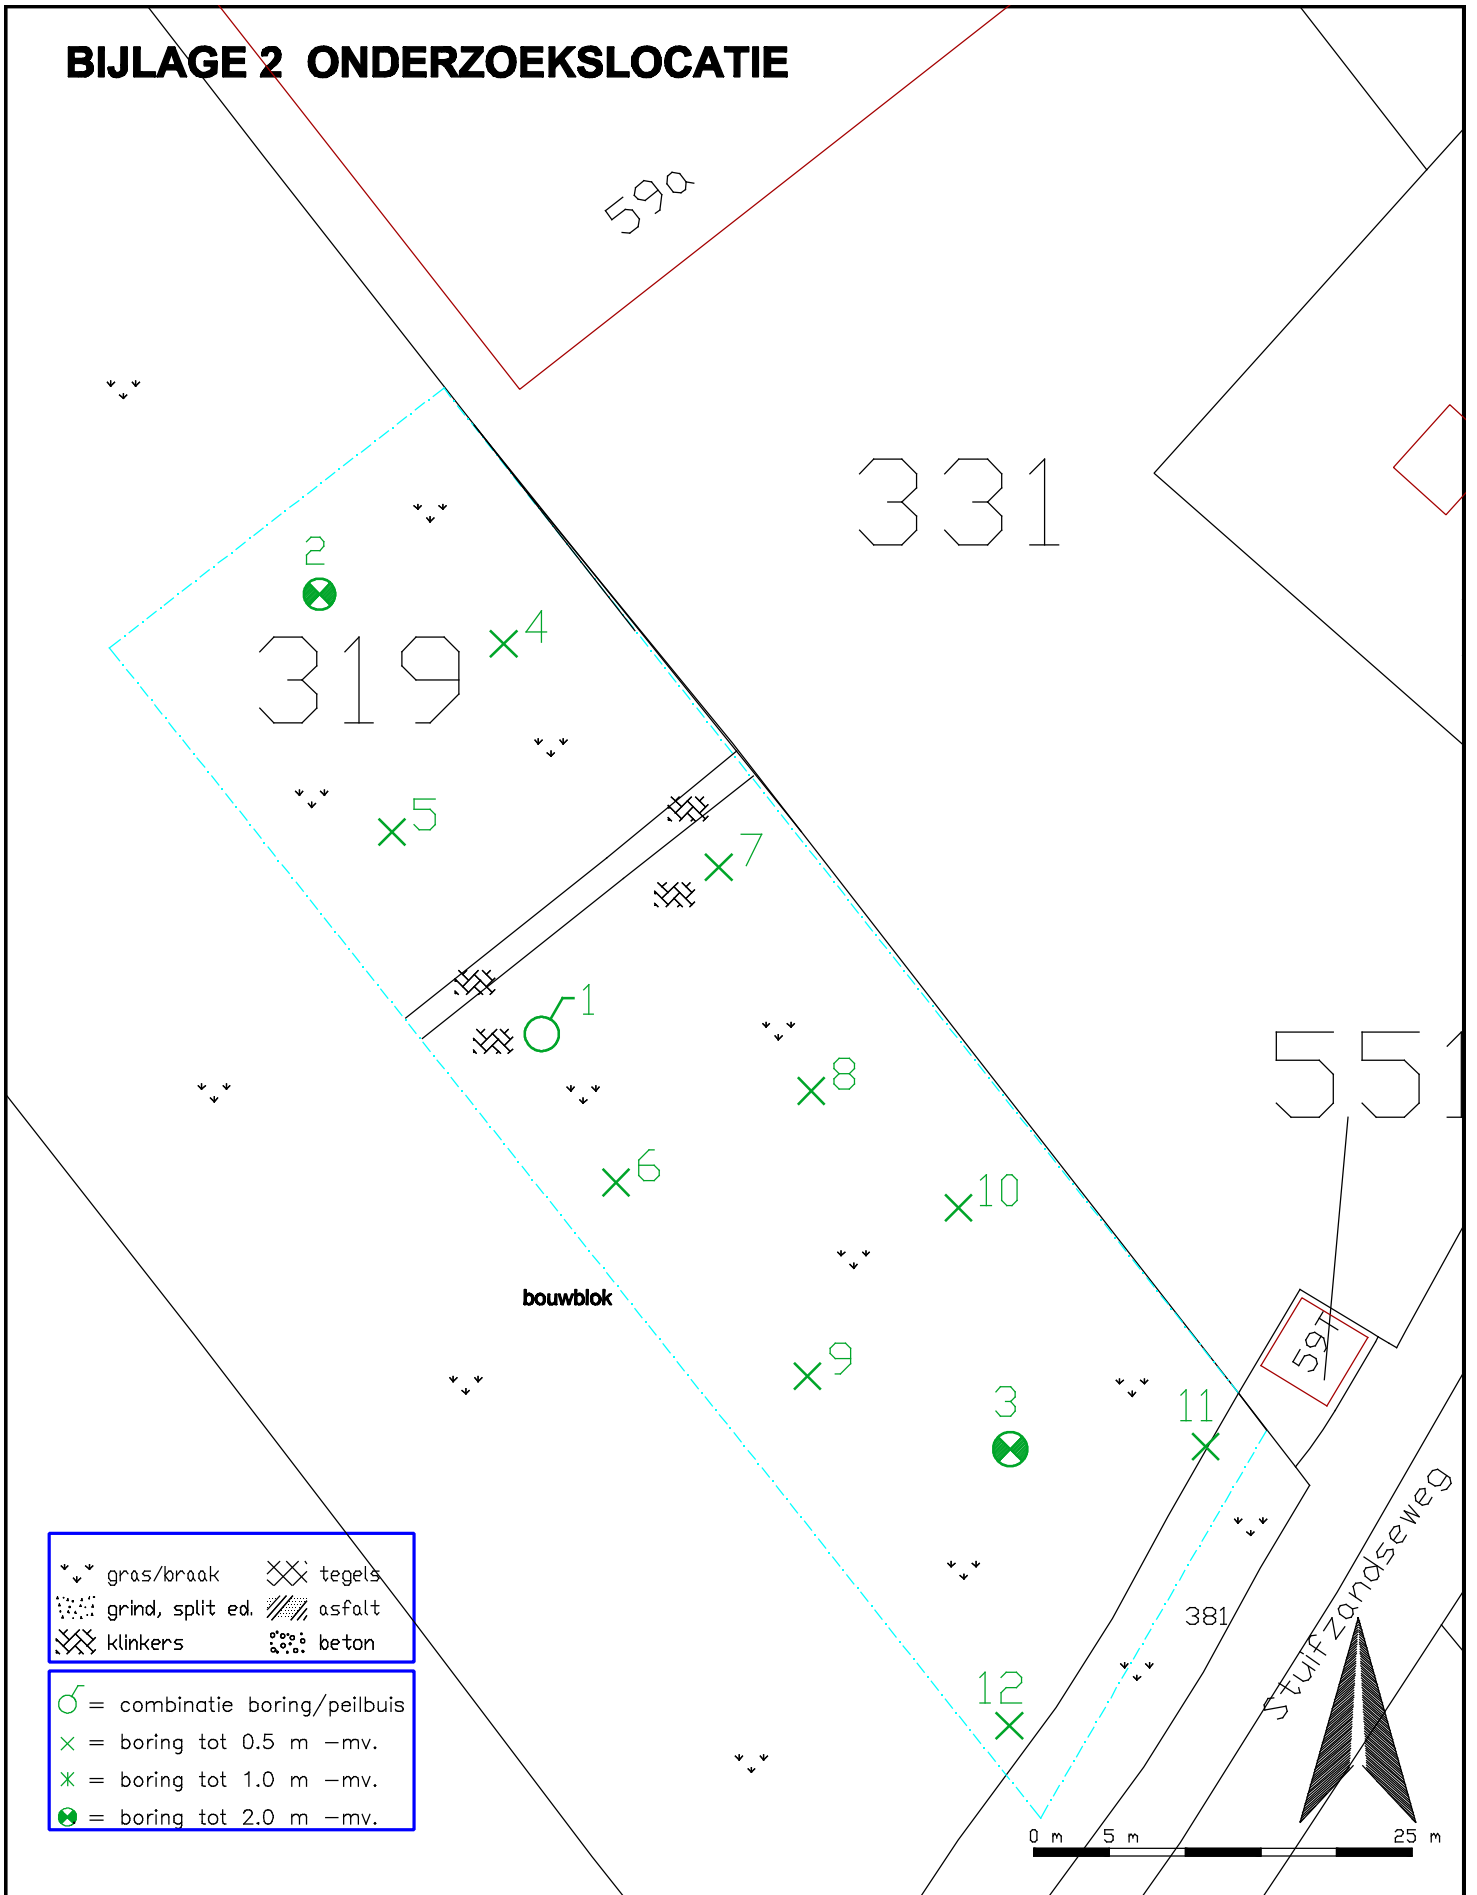 BIJLAGE 2 ONDERZOEKSLOCATIE
59a
331
2
4
319
5
7
1
8
551
6
10
bouwblok
59T
9
3
11
Stuifzandseweg
381
12
gras/braak
tegels
grind, split ed.
asfalt
klinkers
beton
= combinatie boring/peilbuis
= boring tot 0.5 m -mv.
= boring tot 1.0 m -mv.
= boring tot 2.0 m -mv.
0 m 5 m 25 m